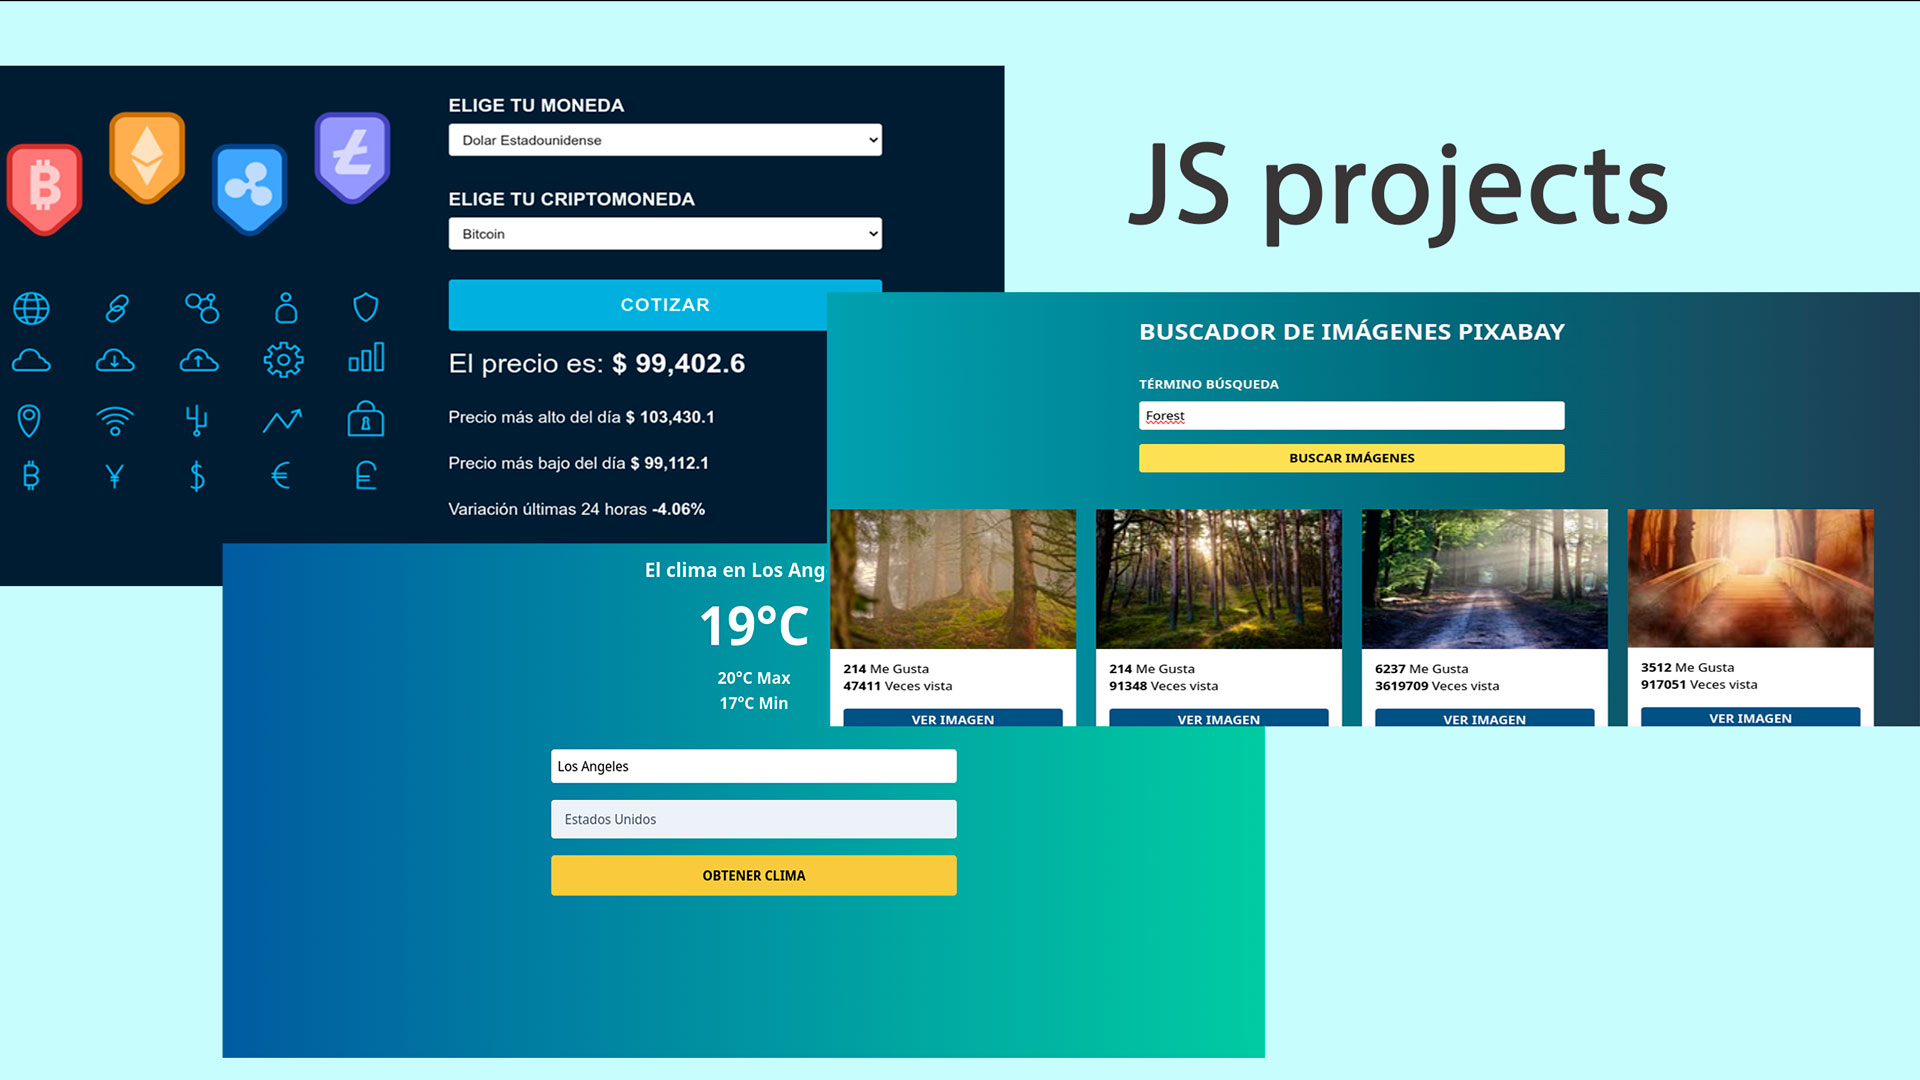 JS projects
ELIGE TU MONEDA
Dolar Estadounidense
ELIGE TU CRIPTOMONEDA
Bitcoin
COTIZAR
El precio es: $ 99,402.6
Precio más alto del día $ 103,430.1
Precio más bajo del día $ 99,112.1
Variación últimas 24 horas -4.06%
BUSCADOR DE IMÁGENES PIXABAY
TÉRMINO BÚSQUEDA
Forest
BUSCAR IMÁGENES
214 Me Gusta
47411 Veces vista
VER IMAGEN
214 Me Gusta
91348 Veces vista
VER IMAGEN
6237 Me Gusta
3619709 Veces vista
VER IMAGEN
3512 Me Gusta
917051 Veces vista
VER IMAGEN
El clima en Los Ang
19°C
20°C Max
17°C Min
Los Angeles
Estados Unidos
OBTENER CLIMA